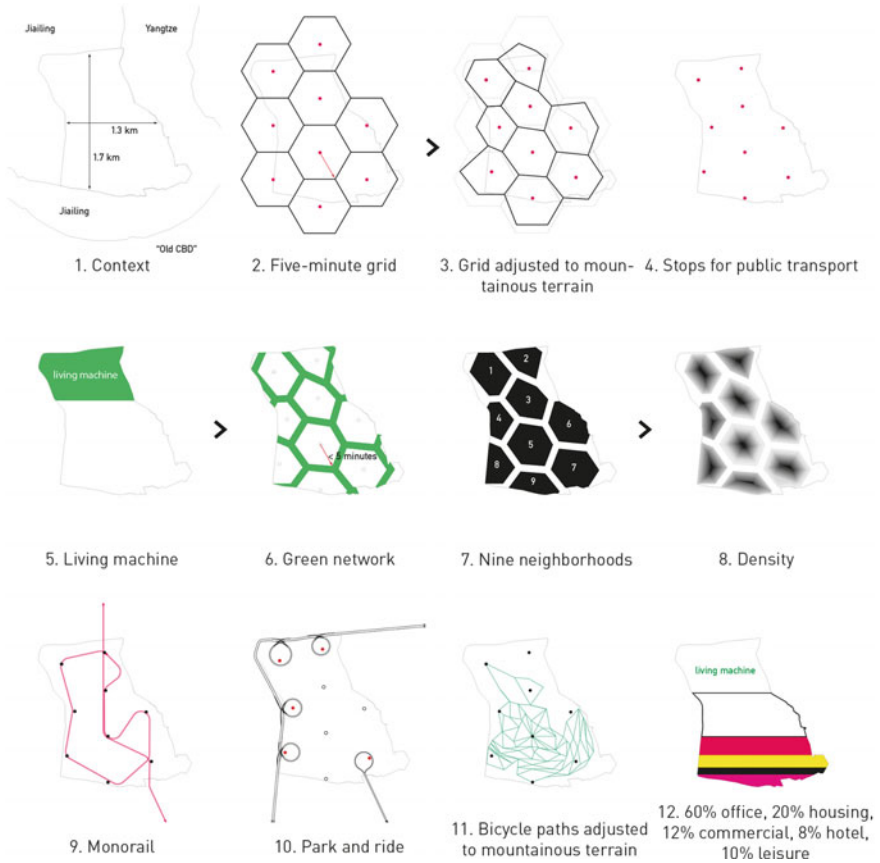 Jiailing
Yangtze
1.3 km
1.7 km
Jiailing
"Old CBD"
1. Context
2. Five-minute grid
3. Grid adjusted to moun-
tainous terrain
4. Stops for public transport
living machine
< 5 minutes
1
2
3
4
5
6
7
8
9
5. Living machine
6. Green network
7. Nine neighborhoods
8. Density
living machine
9. Monorail
10. Park and ride
11. Bicycle paths adjusted
to mountainous terrain
12. 60% office, 20% housing,
12% commercial, 8% hotel,
10% leisure